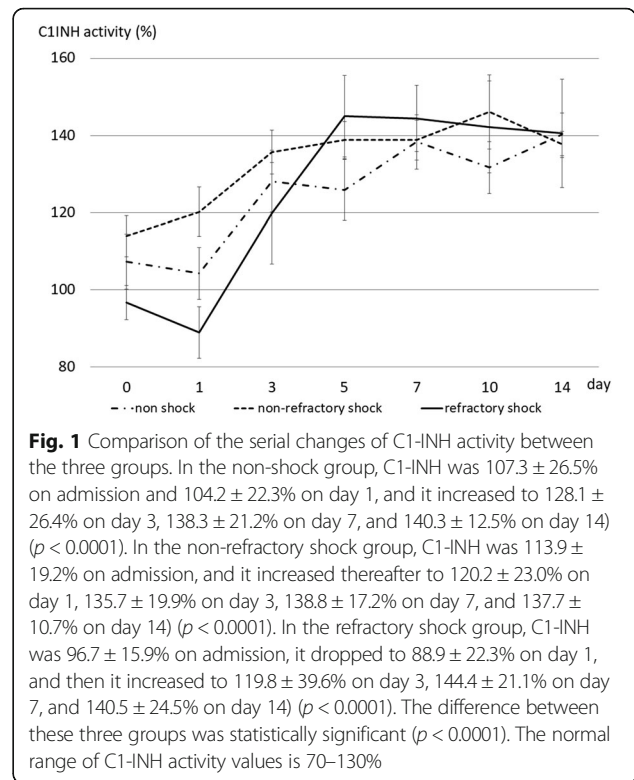 C1INH activity (%)
160
140
120
100
80
0 1 3 5 7 10 14 day
non shock non-refractory shock refractory shock
Fig. 1 Comparison of the serial changes of C1-INH activity between
the three groups. In the non-shock group, C1-INH was 107.3 ± 26.5%
on admission and 104.2 ± 22.3% on day 1, and it increased to 128.1 ±
26.4% on day 3, 138.3 ± 21.2% on day 7, and 140.3 ± 12.5% on day 14)
(p < 0.0001). In the non-refractory shock group, C1-INH was 113.9 ±
19.2% on admission, and it increased thereafter to 120.2 ± 23.0% on
day 1, 135.7 ± 19.9% on day 3, 138.8 ± 17.2% on day 7, and 137.7 ±
10.7% on day 14) (p < 0.0001). In the refractory shock group, C1-INH
was 96.7 ± 15.9% on admission, it dropped to 88.9 ± 22.3% on day 1,
and then it increased to 119.8 ± 39.6% on day 3, 144.4 ± 21.1% on day
7, and 140.5 ± 24.5% on day 14) (p < 0.0001). The difference between
these three groups was statistically significant (p < 0.0001). The normal
range of C1-INH activity values is 70–130%